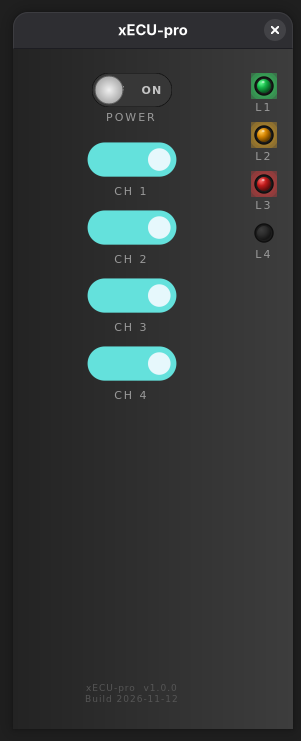 xECU-pro
ON
POWER
L1
L2
CH 1
L3
L4
CH 2
CH 3
CH 4
xECU-pro v1.0.0
Build 2026-11-12